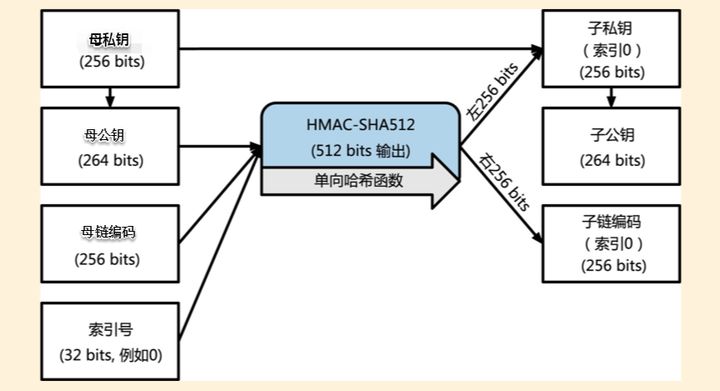 母私钥
(256 bits)
母公钥
(264 bits)
母链编码
(256 bits)
索引号
(32 bits, 例如0)
HMAC-SHA512
(512 bits 输出)
单向哈希函数
左256 bits
右256 bits
子私钥
（索引0）
(256 bits)
子公钥
(264 bits)
子链编码
（索引0）
(256 bits)